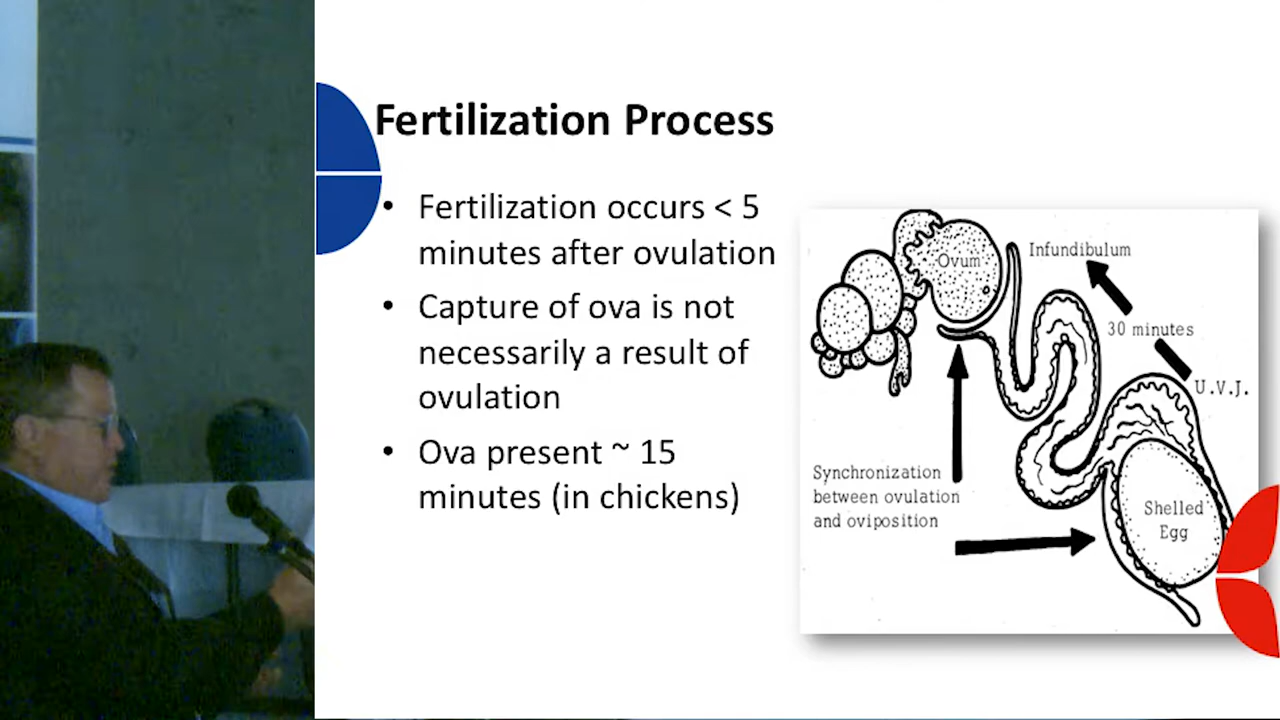 Fertilization Process
• Fertilization occurs < 5
minutes after ovulation
• Capture of ova is not
necessarily a result of
ovulation
• Ova present ~ 15
minutes (in chickens)
Ovum
Infundibulum
30 minutes
U.V.J.
Synchronization
between ovulation
and oviposition
Shelled
Egg